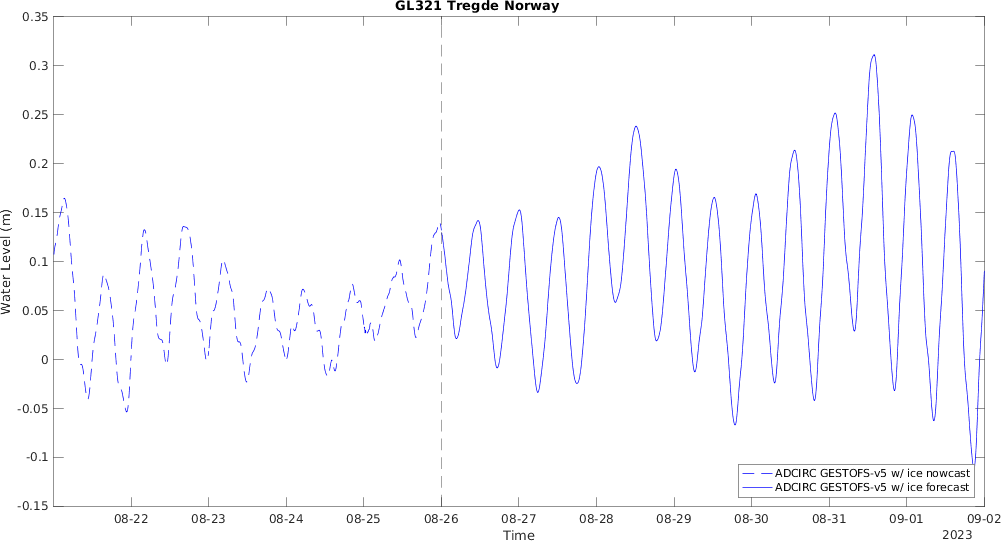 GL321 Tregde Norway
0.35
0.3
0.25
0.2
0.15
0.1
0.05
0
-0.05
-0.1
-0.15
Water Level (m)
ADCIRC GESTOFS-v5 w/ ice nowcast
ADCIRC GESTOFS-v5 w/ ice forecast
08-22 08-23 08-24 08-25 08-26 08-27 08-28 08-29 08-30 08-31 09-01 09-02
Time
2023